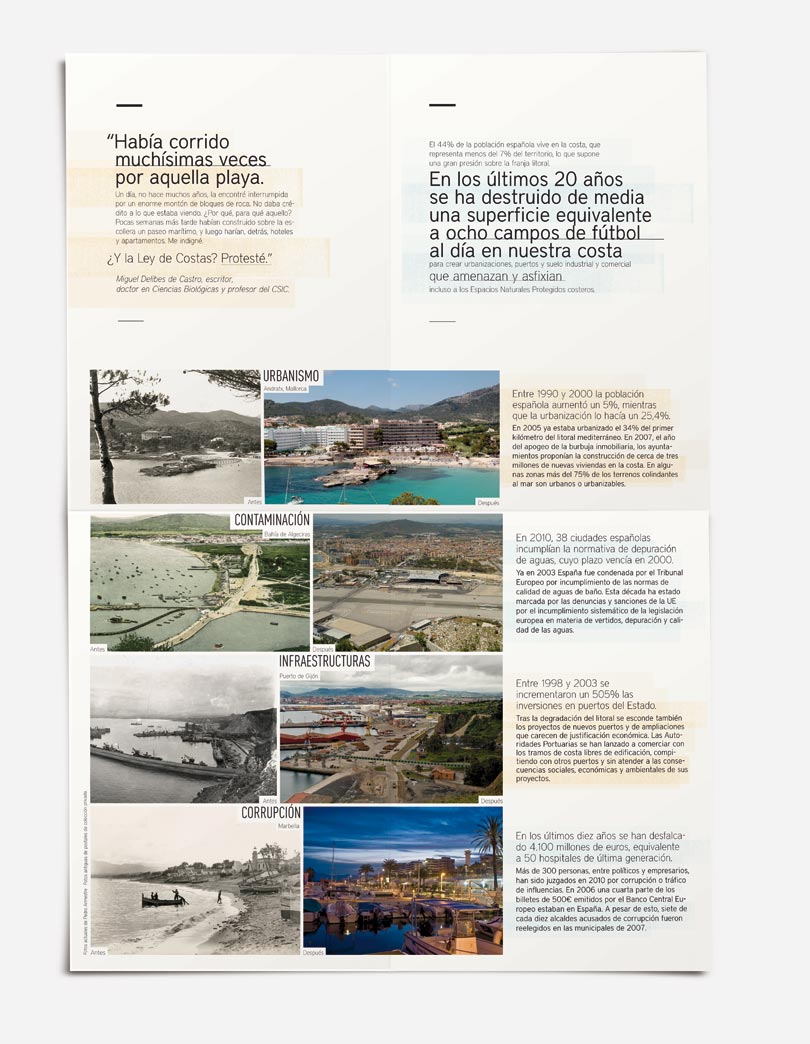 “Había corrido
muchísimas veces
por aquella playa.
Un día, no hace muchos años, la encontré interrumpida
por un enorme montón de bloques de roca. No daba cré-
dito a lo que estaba viendo. ¿Por qué, para qué aquello?
Pocas semanas más tarde habían construido sobre la es-
collera un paseo marítimo, y luego harían, detrás, hoteles
y apartamentos. Me indigné.
¿Y la Ley de Costas? Protesté.”
Miguel Delibes de Castro, escritor,
doctor en Ciencias Biológicas y profesor del CSIC.
El 44% de la población española vive en la costa, que
representa menos del 7% del territorio, lo que supone
una gran presión sobre la franja litoral.
En los últimos 20 años
se ha destruido de media
una superficie equivalente
a ocho campos de fútbol
al día en nuestra costa
para crear urbanizaciones, puertos y suelo industrial y comercial
que amenazan y asfixian
incluso a los Espacios Naturales Protegidos costeros.
URBANISMO
Andratx, Mallorca
Antes
Después
Entre 1990 y 2000 la población
española aumentó un 5%, mientras
que la urbanización lo hacía un 25,4%.
En 2005 ya estaba urbanizado el 34% del primer
kilómetro del litoral mediterráneo. En 2007, el año
del apogeo de la burbuja inmobiliaria, los ayunta-
mientos proponían la construcción de cerca de tres
millones de nuevas viviendas en la costa. En algu-
nas zonas más del 75% de los terrenos colindantes
al mar son urbanos o urbanizables.
CONTAMINACIÓN
Bahía de Algeciras
Antes
Después
En 2010, 38 ciudades españolas
incumplían la normativa de depuración
de aguas, cuyo plazo vencía en 2000.
Ya en 2003 España fue condenada por el Tribunal
Europeo por incumplimiento de las normas de
calidad de aguas de baño. Esta década ha estado
marcada por las denuncias y sanciones de la UE
por el incumplimiento sistemático de la legislación
europea en materia de vertidos, depuración y cali-
dad de las aguas.
INFRAESTRUCTURAS
Puerto de Gijón
Antes
Después
Entre 1998 y 2003 se
incrementaron un 505% las
inversiones en puertos del Estado.
Tras la degradación del litoral se esconde también
los proyectos de nuevos puertos y de ampliaciones
que carecen de justificación económica. Las Auto-
ridades Portuarias se han lanzado a comerciar con
los tramos de costa libres de edificación, compi-
tiendo con otros puertos y sin atender a las conse-
cuencias sociales, económicas y ambientales de sus
proyectos.
CORRUPCIÓN
Marbella
Antes
Después
En los últimos diez años se han desfalca-
do 4.100 millones de euros, equivalente
a 50 hospitales de última generación.
Más de 300 personas, entre políticos y empresarios,
han sido juzgados en 2010 por corrupción o tráfico
de influencias. En 2006 una cuarta parte de los
billetes de 500€ emitidos por el Banco Central Eu-
ropeo estaban en España. A pesar de esto, siete de
cada diez alcaldes acusados de corrupción fueron
reelegidos en las municipales de 2007.
Fotos actuales de Pedro Armestre · Fotos antiguas de postales de colección privada